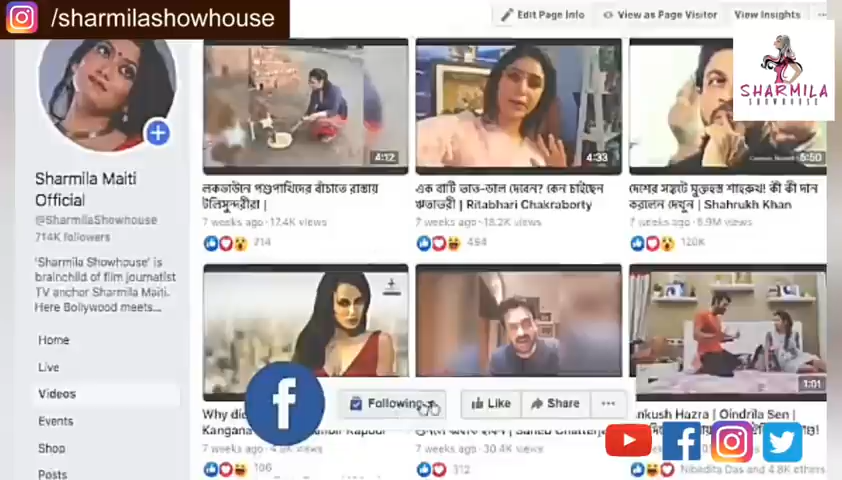 /sharmilashowhouse
Edit Page Info
View as Page Visitor
View Insights
SHARMILA
SHOWHOUSE
4:12
4:33
5:50
Sharmila Maiti
Official
@SharmilaShowhouse
714K followers
'Sharmila Showhouse' is
brainchild of film journalist
TV anchor Sharmila Maiti.
Here Bollywood meets...
লকডাউনে পশুপাখিদের বাঁচাতে রাস্তায়
টলিসুন্দরীরা |
7 weeks ago · 17.4K views
714
এক বাটি ভাত-ডাল দেবেন? কেন চাইছেন
ঋতাভরী | Ritabhari Chakraborty
7 weeks ago · 18.2K views
494
দেশের সঙ্কটে মুক্তহস্ত শাহরুখ! কী কী দান
করলেন দেখুন | Shahrukh Khan
7 weeks ago · 6.9M views
120K
Home
Live
Videos
Events
Shop
Posts
1:01
Following
Like
Share
Why
Kangana
7 weeks ago
106
7 weeks ago · 30.4K views
312
Ankush Hazra | Oindrila Sen |
Nibedita Das and 4.8K others